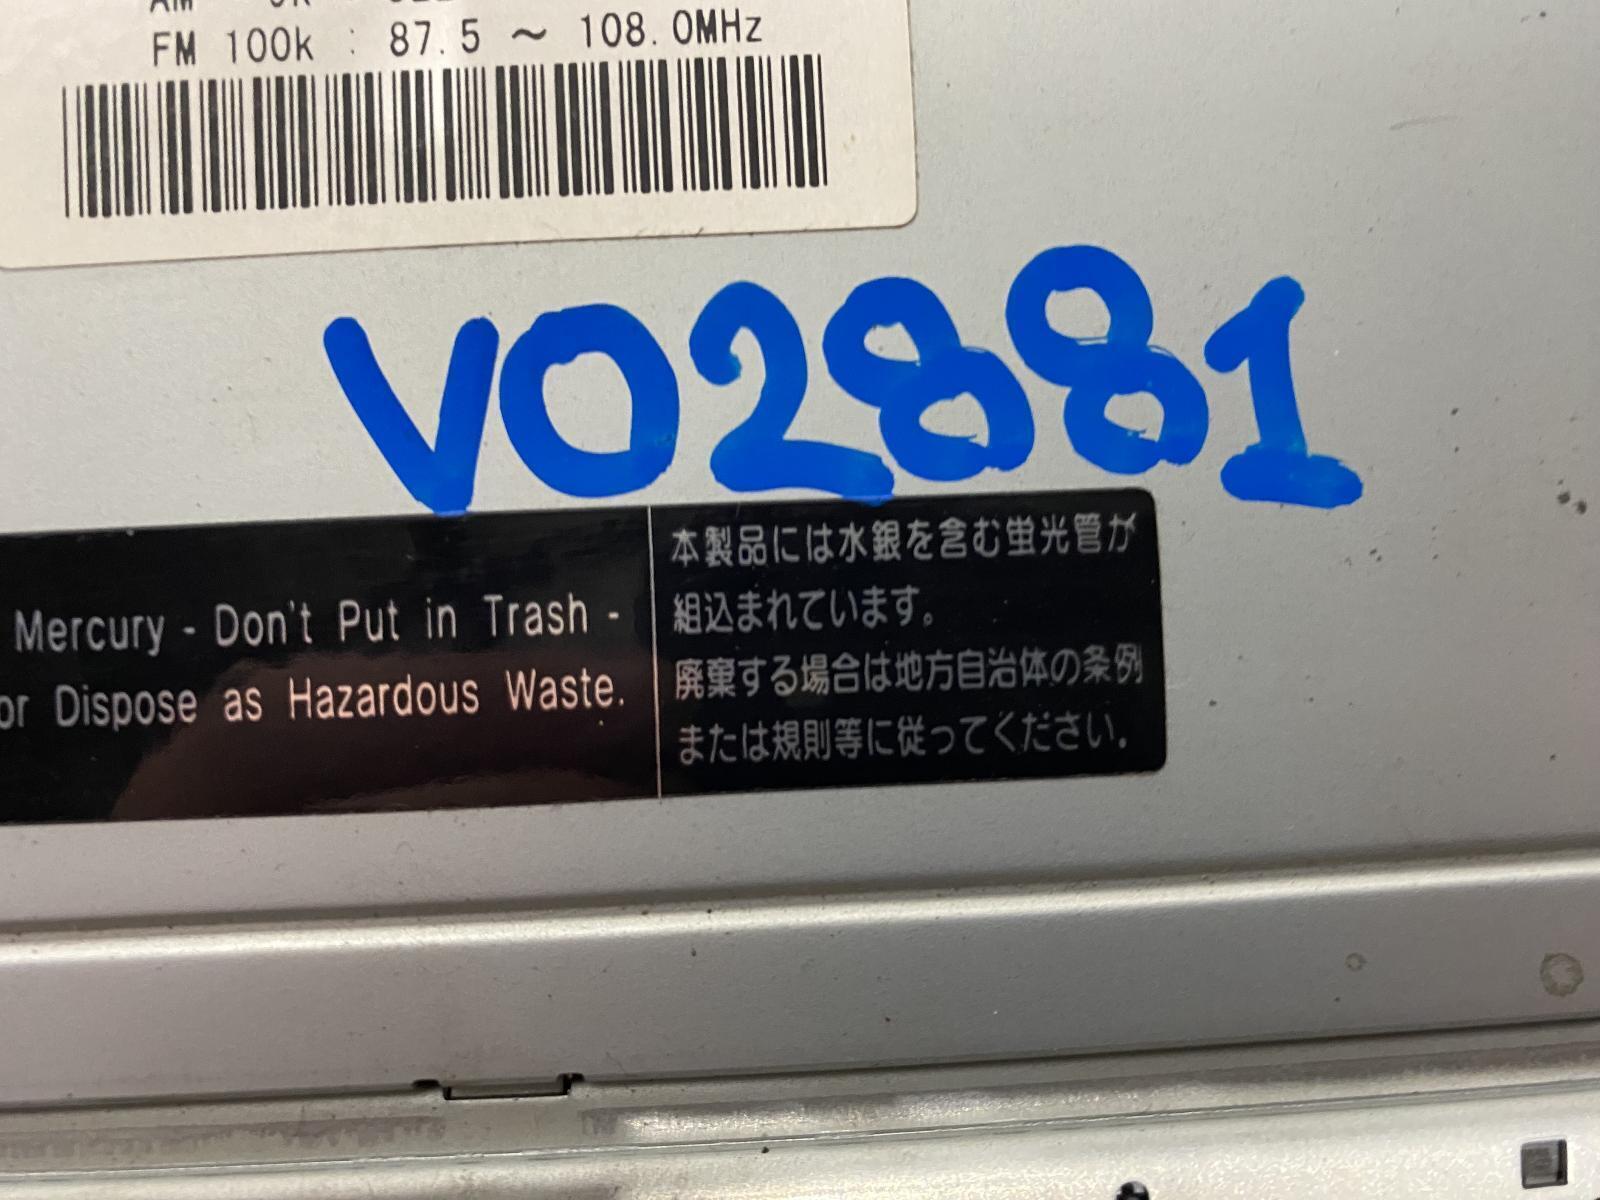 FM 100k : 87.5 ～ 108.0MHz
V02881
Mercury - Don't Put in Trash -
or Dispose as Hazardous Waste.
本製品には水銀を含む蛍光管が
組込まれています。
廃棄する場合は地方自治体の条例
または規則等に従ってください。